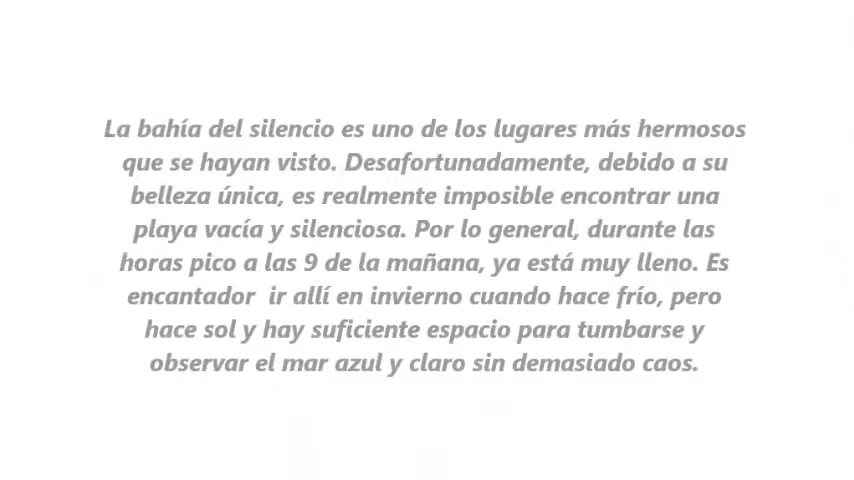 La bahía del silencio es uno de los lugares más hermosos
que se hayan visto. Desafortunadamente, debido a su
belleza única, es realmente imposible encontrar una
playa vacía y silenciosa. Por lo general, durante las
horas pico a las 9 de la mañana, ya está muy lleno. Es
encantador  ir allí en invierno cuando hace frío, pero
hace sol y hay suficiente espacio para tumbarse y
observar el mar azul y claro sin demasiado caos.